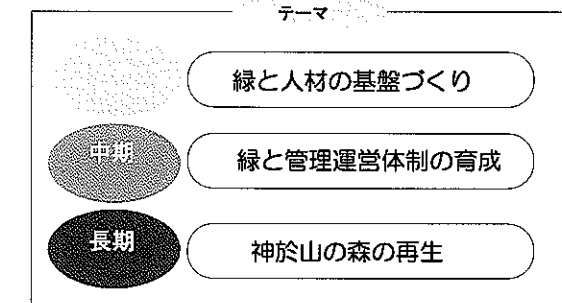 テーマ
緑と人材の基盤づくり
中期
緑と管理運営体制の育成
長期
神於山の森の再生